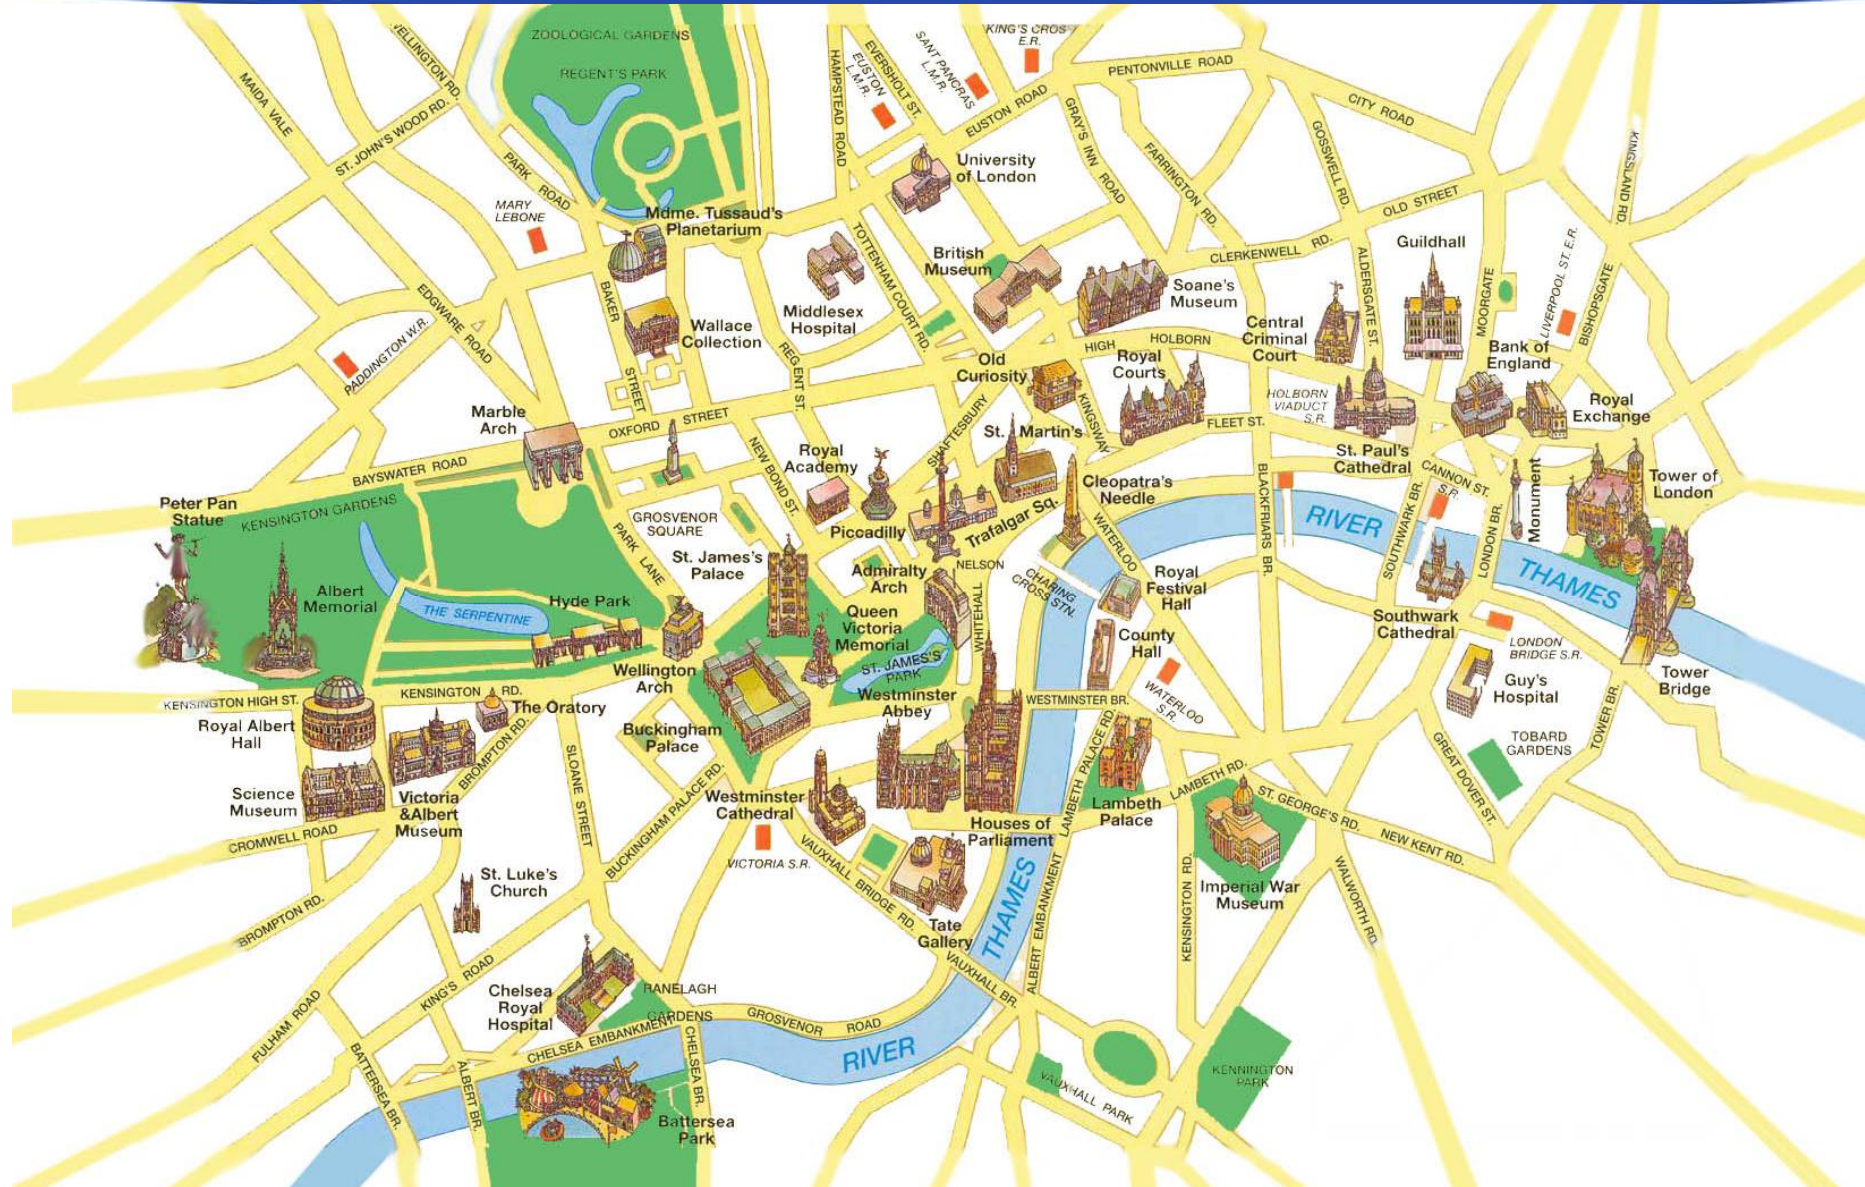 ZOOLOGICAL GARDENS
REGENT'S PARK
WELLINGTON RD.
MAIDA VALE
ST. JOHN'S WOOD RD.
PARK ROAD
MARY
LEBONE
HAMPSTEAD ROAD
EVERSHOLT ST.
EUSTON
L.M.R.
SANT PANCRAS
L.M.R.
KING'S CROS
E.R.
EUSTON ROAD
PENTONVILLE ROAD
CITY ROAD
GRAY'S INN ROAD
FARRINGTON RD.
GOSSWELL RD.
OLD STREET
KINGSLAND RD.
University
of London
Mdme. Tussaud's
Planetarium
TOTTENHAM COURT RD.
British
Museum
CLERKENWELL RD.
Guildhall
ALDERSGATE ST.
MOORGATE
LIVERPOOL ST. E.R.
BISHOPSGATE
Soane's
Museum
EDGWARE ROAD
PADDINGTON W.R.
BAKER STREET
Wallace
Collection
Middlesex
Hospital
REGENT ST.
HIGH HOLBORN
Central
Criminal
Court
Bank of
England
Old
Curiosity
Royal
Courts
HOLBORN
VIADUCT
S.R.
Royal
Exchange
KINGSWAY
FLEET ST.
Marble
Arch
OXFORD STREET
BAYSWATER ROAD
NEW BOND ST.
Royal
Academy
SHAFTESBURY
St. Martin's
St. Paul's
Cathedral
CANNON ST.
S.R.
Monument
Tower of
London
Cleopatra's
Needle
Peter Pan
Statue
KENSINGTON GARDENS
PARK LANE
GROSVENOR
SQUARE
Piccadilly
Trafalgar Sq.
WATERLOO
BLACKFRIARS BR.
RIVER
SOUTHWARK BR.
LONDON BR.
THAMES
St. James's
Palace
Admiralty
Arch
NELSON
CHARING
CROSS STN.
Royal
Festival
Hall
Albert
Memorial
THE SERPENTINE
Hyde Park
Queen
Victoria
Memorial
WHITEHALL
County
Hall
Southwark
Cathedral
LONDON
BRIDGE S.R.
ST. JAMES'S
PARK
Wellington
Arch
Westminster
Abbey
WESTMINSTER BR.
WATERLOO
S.R.
Guy's
Hospital
Tower
Bridge
KENSINGTON HIGH ST.
KENSINGTON RD.
Royal Albert
Hall
The Oratory
BROMPTON RD.
Buckingham
Palace
LAMBETH PALACE RD.
TOWER BR.
TOBARD
GARDENS
GREAT DOVER ST.
Science
Museum
Victoria
&Albert
Museum
SLOANE STREET
BUCKINGHAM PALACE RD.
Westminster
Cathedral
Houses of
Parliament
Lambeth
Palace
LAMBETH RD.
ST. GEORGE'S RD.
NEW KENT RD.
CROMWELL ROAD
VICTORIA S.R.
VAUXHALL BRIDGE RD.
St. Luke's
Church
Imperial War
Museum
KENSINGTON RD.
WALWORTH RD.
BROMPTON RD.
Tate
Gallery
THAMES
ALBERT EMBANKMENT
VAUXHALL BR.
KING'S ROAD
Chelsea
Royal
Hospital
RANELAGH
GARDENS
GROSVENOR ROAD
FULHAM ROAD
CHELSEA EMBANKMENT
CHELSEA BR.
RIVER
BATTERSEA BR.
ALBERT BR.
Battersea
Park
VAUXHALL PARK
KENNINGTON
PARK